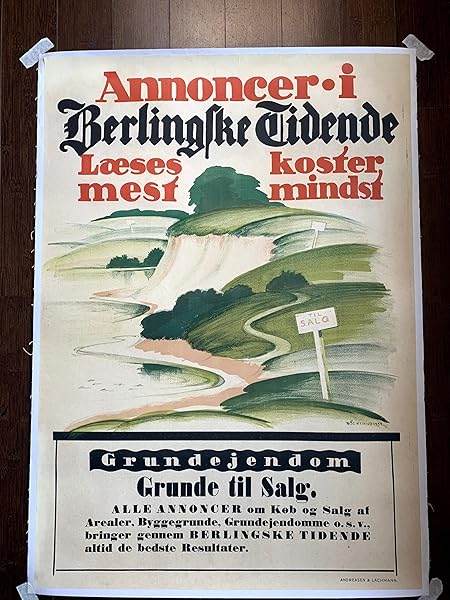 Annoncer · i
Berlingske Tidende
Læses koster
mest mindst
TIL
SALG
Grundejendom
Grunde til Salg.
ALLE ANNONCER om Køb og Salg af
Arealer, Byggegrunde, Grundejendomme o. s. v.,
bringer gennem BERLINGSKE TIDENDE
altid de bedste Resultater.
ANDREASEN & LACHMANN.